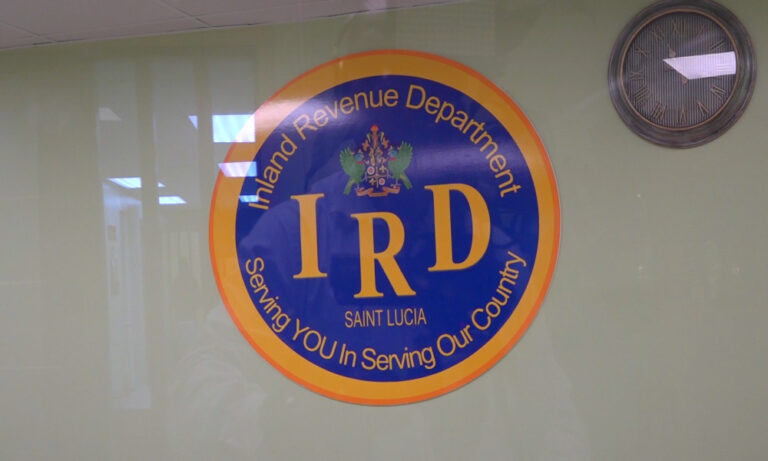 Inland Revenue Department
IRD
SAINT LUCIA
Serving YOU In Serving Our Country